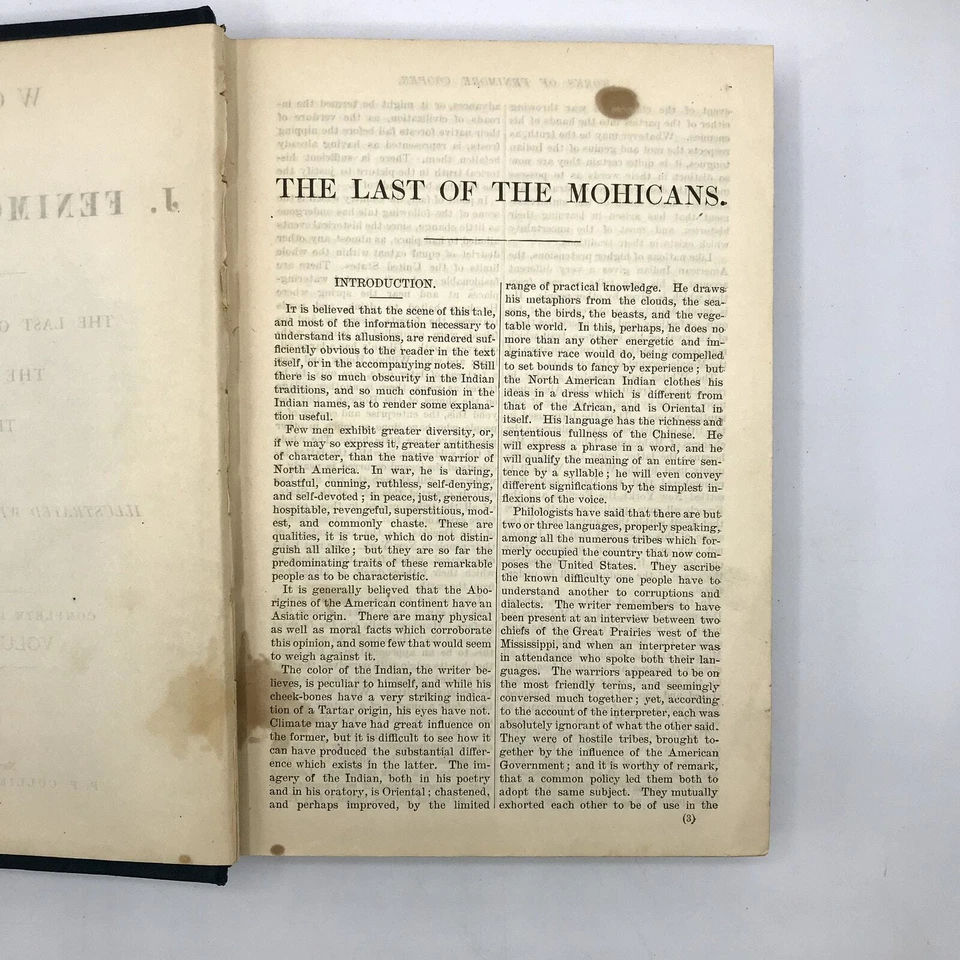 THE LAST OF THE MOHICANS.
INTRODUCTION.
It is believed that the scene of this tale,
and most of the information necessary to
understand its allusions, are rendered suf-
ficiently obvious to the reader in the text
itself, or in the accompanying notes. Still
there is so much obscurity in the Indian
traditions, and so much confusion in the
Indian names, as to render some explana-
tion useful.
Few men exhibit greater diversity, or,
if we may so express it, greater antithesis
of character, than the native warrior of
North America. In war, he is daring,
boastful, cunning, ruthless, self-denying,
and self-devoted; in peace, just, generous,
hospitable, revengeful, superstitious, mod-
est, and commonly chaste. These are
qualities, it is true, which do not distin-
guish all alike; but they are so far the
predominating traits of these remarkable
people as to be characteristic.
It is generally believed that the Abo-
rigines of the American continent have an
Asiatic origin. There are many physical
as well as moral facts which corroborate
this opinion, and some few that would seem
to weigh against it.
The color of the Indian, the writer be-
lieves, is peculiar to himself, and while his
cheek-bones have a very striking indica-
tion of a Tartar origin, his eyes have not.
Climate may have had great influence on
the former, but it is difficult to see how it
can have produced the substantial differ-
ence which exists in the latter. The im-
agery of the Indian, both in his poetry
and in his oratory, is Oriental; chastened,
and perhaps improved, by the limited
range of practical knowledge. He draws
his metaphors from the clouds, the sea-
sons, the birds, the beasts, and the vege-
table world. In this, perhaps, he does no
more than any other energetic and im-
aginative race would do, being compelled
to set bounds to fancy by experience; but
the North American Indian clothes his
ideas in a dress which is different from
that of the African, and is Oriental in
itself. His language has the richness and
sententious fullness of the Chinese. He
will express a phrase in a word, and he
will qualify the meaning of an entire sen-
tence by a syllable; he will even convey
different significations by the simplest in-
flexions of the voice.
Philologists have said that there are but
two or three languages, properly speaking,
among all the numerous tribes which for-
merly occupied the country that now com-
poses the United States. They ascribe
the known difficulty one people have to
understand another to corruptions and
dialects. The writer remembers to have
been present at an interview between two
chiefs of the Great Prairies west of the
Mississippi, and when an interpreter was
in attendance who spoke both their lan-
guages. The warriors appeared to be on
the most friendly terms, and seemingly
conversed much together; yet, according
to the account of the interpreter, each was
absolutely ignorant of what the other said.
They were of hostile tribes, brought to-
gether by the influence of the American
Government; and it is worthy of remark,
that a common policy led them both to
adopt the same subject. They mutually
exhorted each other to be of use in the
(3)